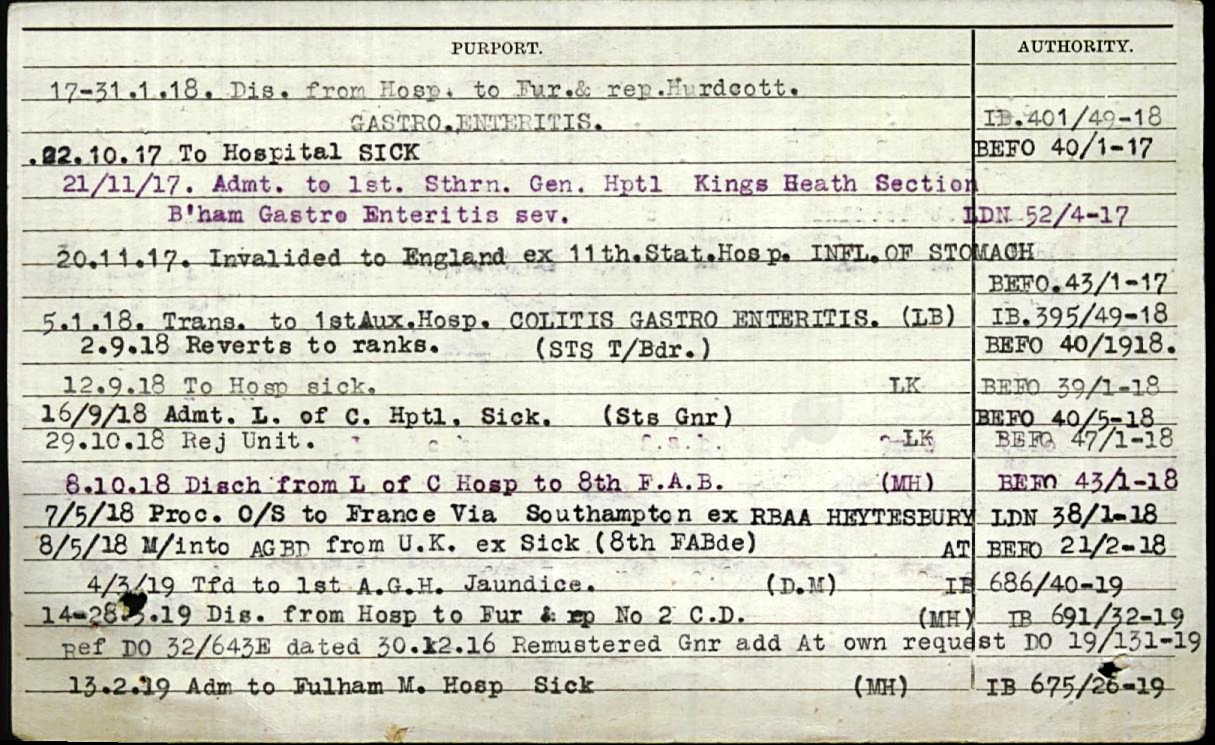 PURPORT. AUTHORITY.
17-31.1.18. Dis. from Hosp. to Fur.& rep.Hurdcott.
GASTRO.ENTERITIS. IB.401/49-18
.22.10.17 To Hospital SICK BEFO 40/1-17
21/11/17. Admt. to 1st. Sthrn. Gen. Hptl Kings Heath Section
B'ham Gastro Enteritis sev. LDN 52/4-17
20.11.17. Invalided to England ex 11th.Stat.Hosp. INFL.OF STOMACH
BEFO.43/1-17
5.1.18. Trans. to 1stAux.Hosp. COLITIS GASTRO ENTERITIS. (LB) IB.395/49-18
2.9.18 Reverts to ranks. (STS T/Bdr.) BEFO 40/1918.
12.9.18 To Hosp sick. LK BEFO 39/1-18
16/9/18 Admt. L. of C. Hptl. Sick. (Sts Gnr) BEFO 40/5-18
29.10.18 Rej Unit. LK BEFO 47/1-18
8.10.18 Disch from L of C Hosp to 8th F.A.B. (MH) BEFO 43/1-18
7/5/18 Proc. O/S to France Via Southampton ex RBAA HEYTESBURY LDN 38/1-18
8/5/18 M/into AGBD from U.K. ex Sick (8th FABde) AT BEFO 21/2-18
4/3/19 Tfd to 1st A.G.H. Jaundice. (D.M) IB 686/40-19
14-28.3.19 Dis. from Hosp to Fur & rep No 2 C.D. (MH) IB 691/32-19
Ref DO 32/643E dated 30.12.16 Remustered Gnr add At own request DO 19/131-19
13.2.19 Adm to Fulham M. Hosp Sick (MH) IB 675/26-19